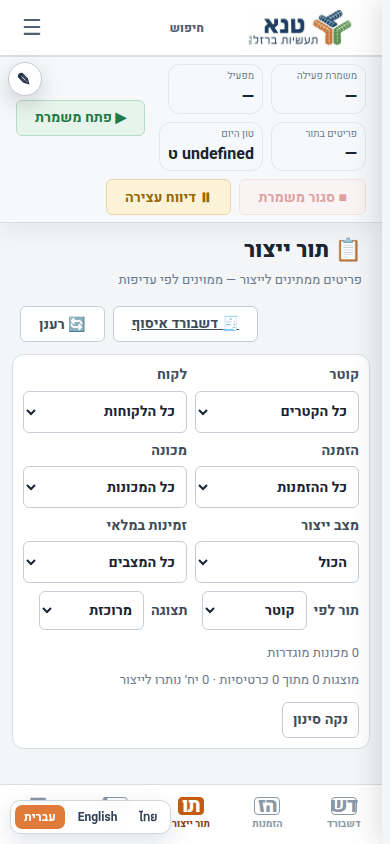 טנא
תעשיות ברזל
חיפוש
משמרת פעילה
—
מפעיל
—
פריטים בתור
—
טון היום
undefined ט
▶ פתח משמרת
■ סגור משמרת
⏸ דיווח עצירה
📋 תור ייצור
פריטים ממתינים לייצור — ממוינים לפי עדיפות
🧾 דשבורד איסוף
🔄 רענן
קוטר
לקוח
כל הקטרים
כל הלקוחות
הזמנה
מכונה
כל ההזמנות
כל המכונות
מצב ייצור
זמינות במלאי
הכול
כל המצבים
תור לפי
קוטר
תצוגה
מרוכזת
0 מכונות מוגדרות
מוצגות 0 מתוך 0 כרטיסיות · 0 יח' נותרו לייצור
נקה סינון
דש
דשבורד
הז
הזמנות
תו
תור ייצור
עברית
English
ไทย